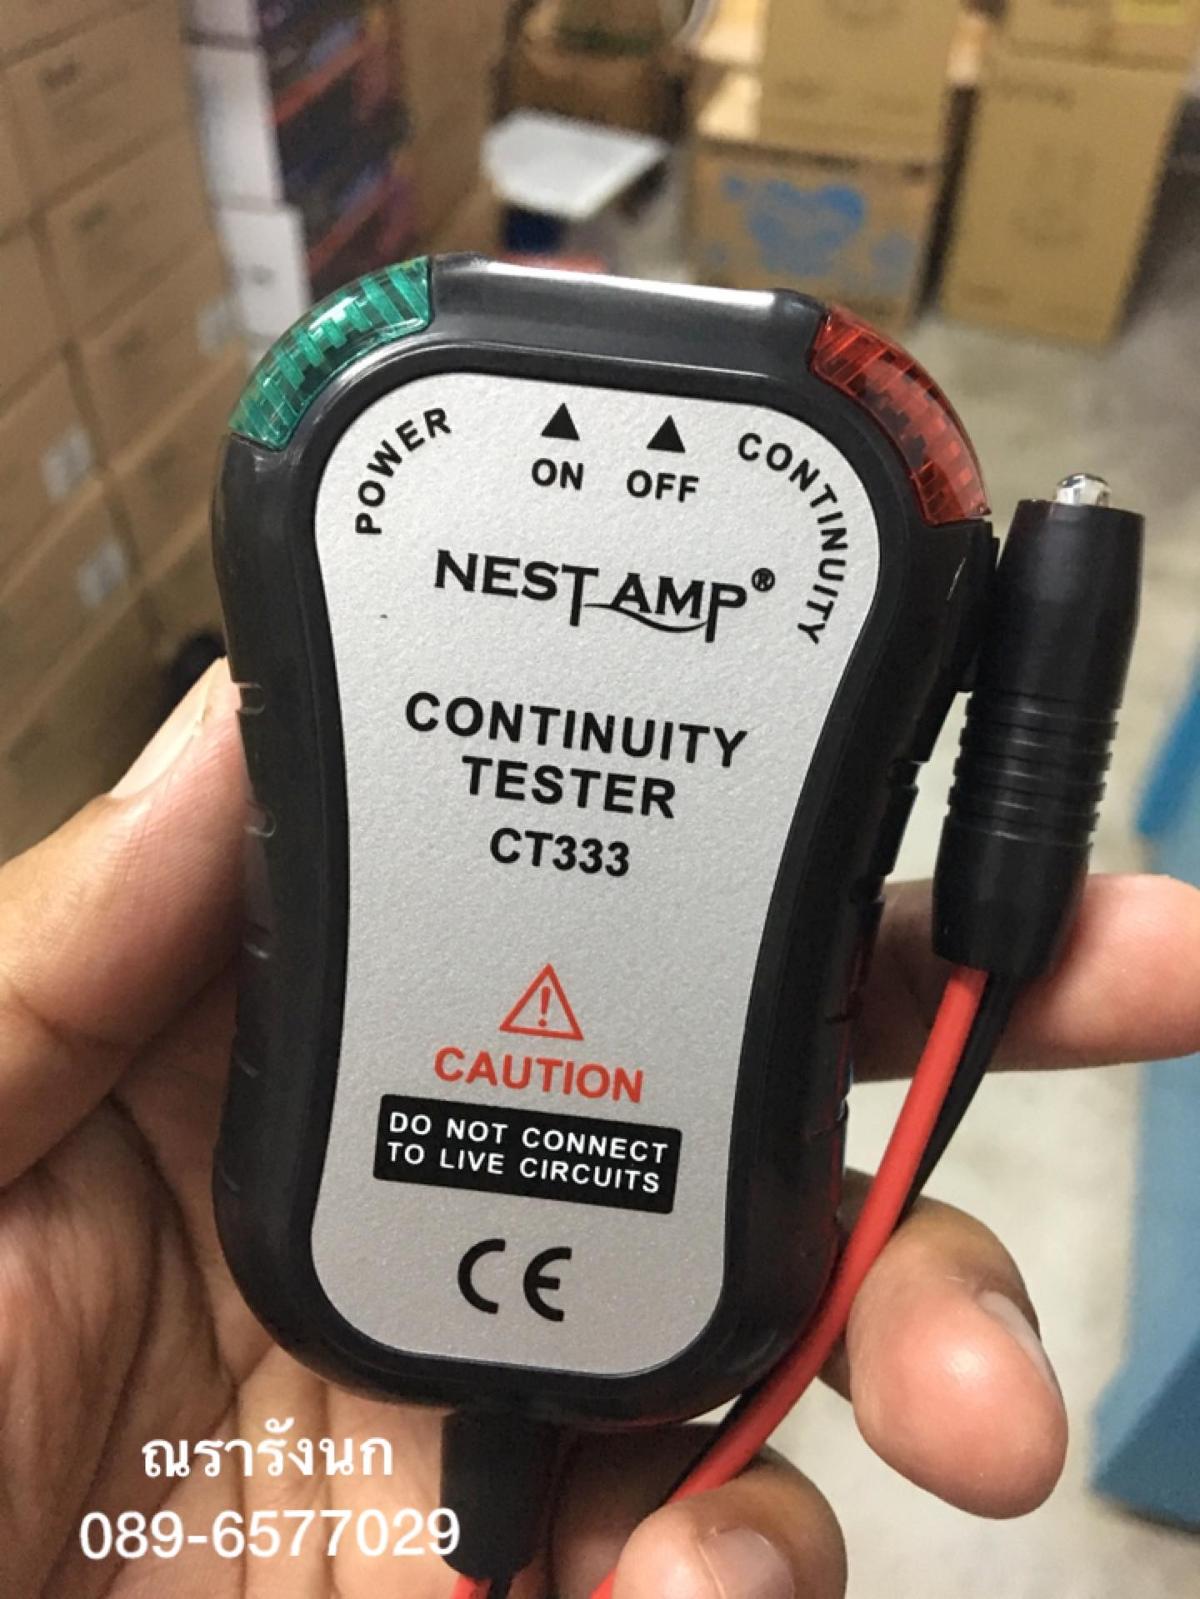 POWER
ON OFF
CONTINUITY
NEST AMP®
CONTINUITY
TESTER
CT333
CAUTION
DO NOT CONNECT
TO LIVE CIRCUITS
CE
ณรารังนก
089-6577029